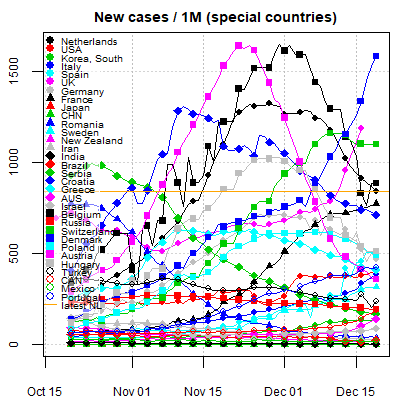 New cases / 1M (special countries)
Netherlands
USA
Korea, South
Italy
Spain
UK
Germany
France
Japan
CHN
Romania
Sweden
New Zealand
Iran
India
Brazil
Serbia
Croatia
Greece
AUS
Israel
Belgium
Russia
Switzerland
Denmark
Poland
Austria
Hungary
Turkey
CAN
Mexico
Portugal
latest NL
0
500
1000
1500
Oct 15
Nov 01
Nov 15
Dec 01
Dec 15